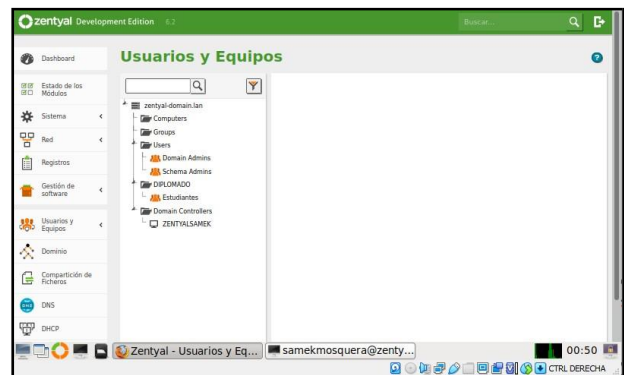 zentyal Development Edition 6.2
Buscar...
Usuarios y Equipos
Dashboard
Estado de los Módulos
Sistema
Red
Registros
Gestión de software
Usuarios y Equipos
Dominio
Compartición de Ficheros
DNS
DHCP
zentyal-domain.lan
Computers
Groups
Users
Domain Admins
Schema Admins
DIPLOMADO
Estudiantes
Domain Controllers
ZENTYALSAMEK
Zentyal - Usuarios y Eq...
samekmosquera@zenty...
00:50
CTRL DERECHA